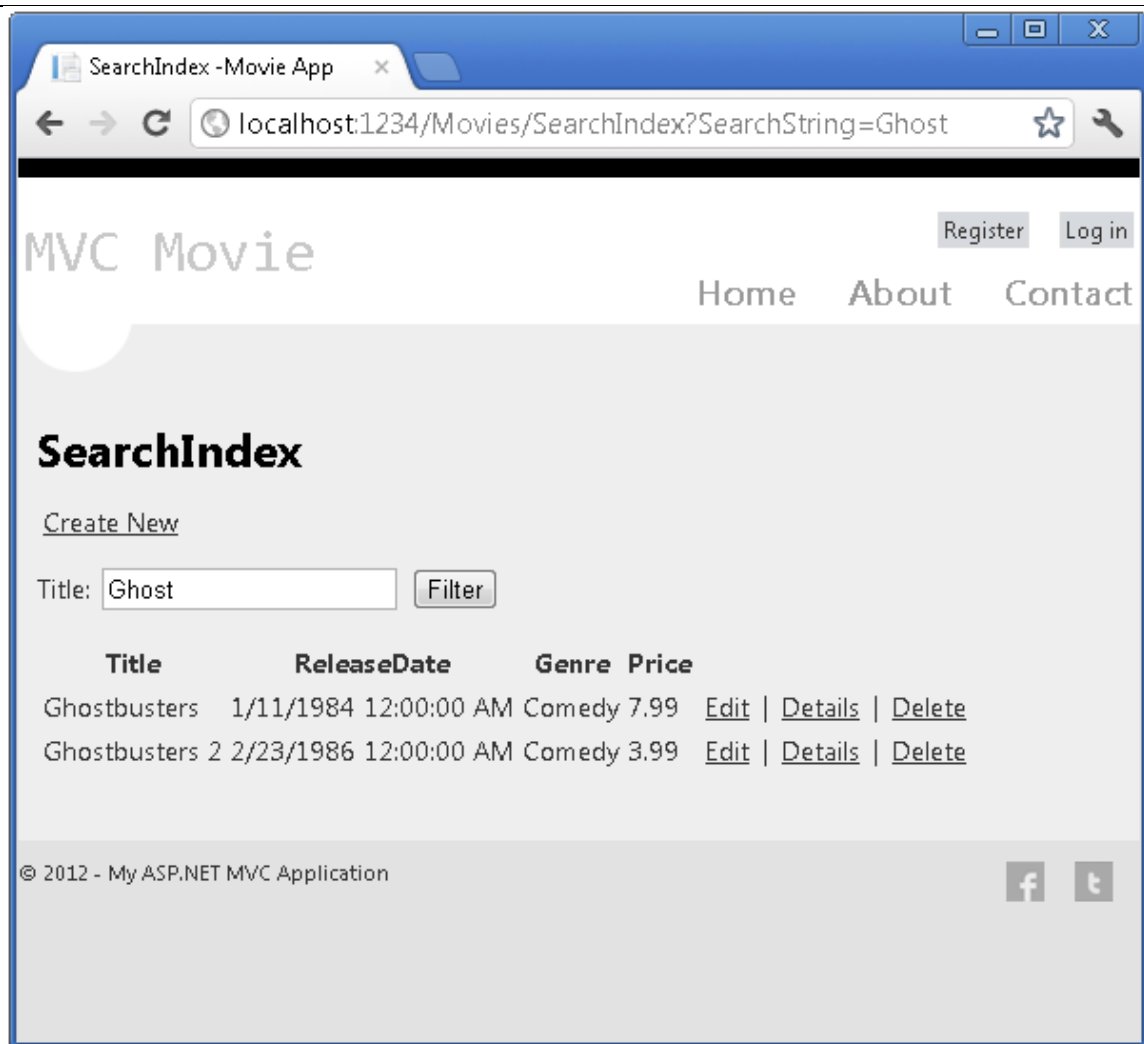 SearchIndex -Movie App
localhost:1234/Movies/SearchIndex?SearchString=Ghost
Register Log in
MVC Movie
Home About Contact
SearchIndex
Create New
Title: Ghost Filter
Title ReleaseDate Genre Price
Ghostbusters 1/11/1984 12:00:00 AM Comedy 7.99 Edit | Details | Delete
Ghostbusters 2 2/23/1986 12:00:00 AM Comedy 3.99 Edit | Details | Delete
© 2012 - My ASP.NET MVC Application